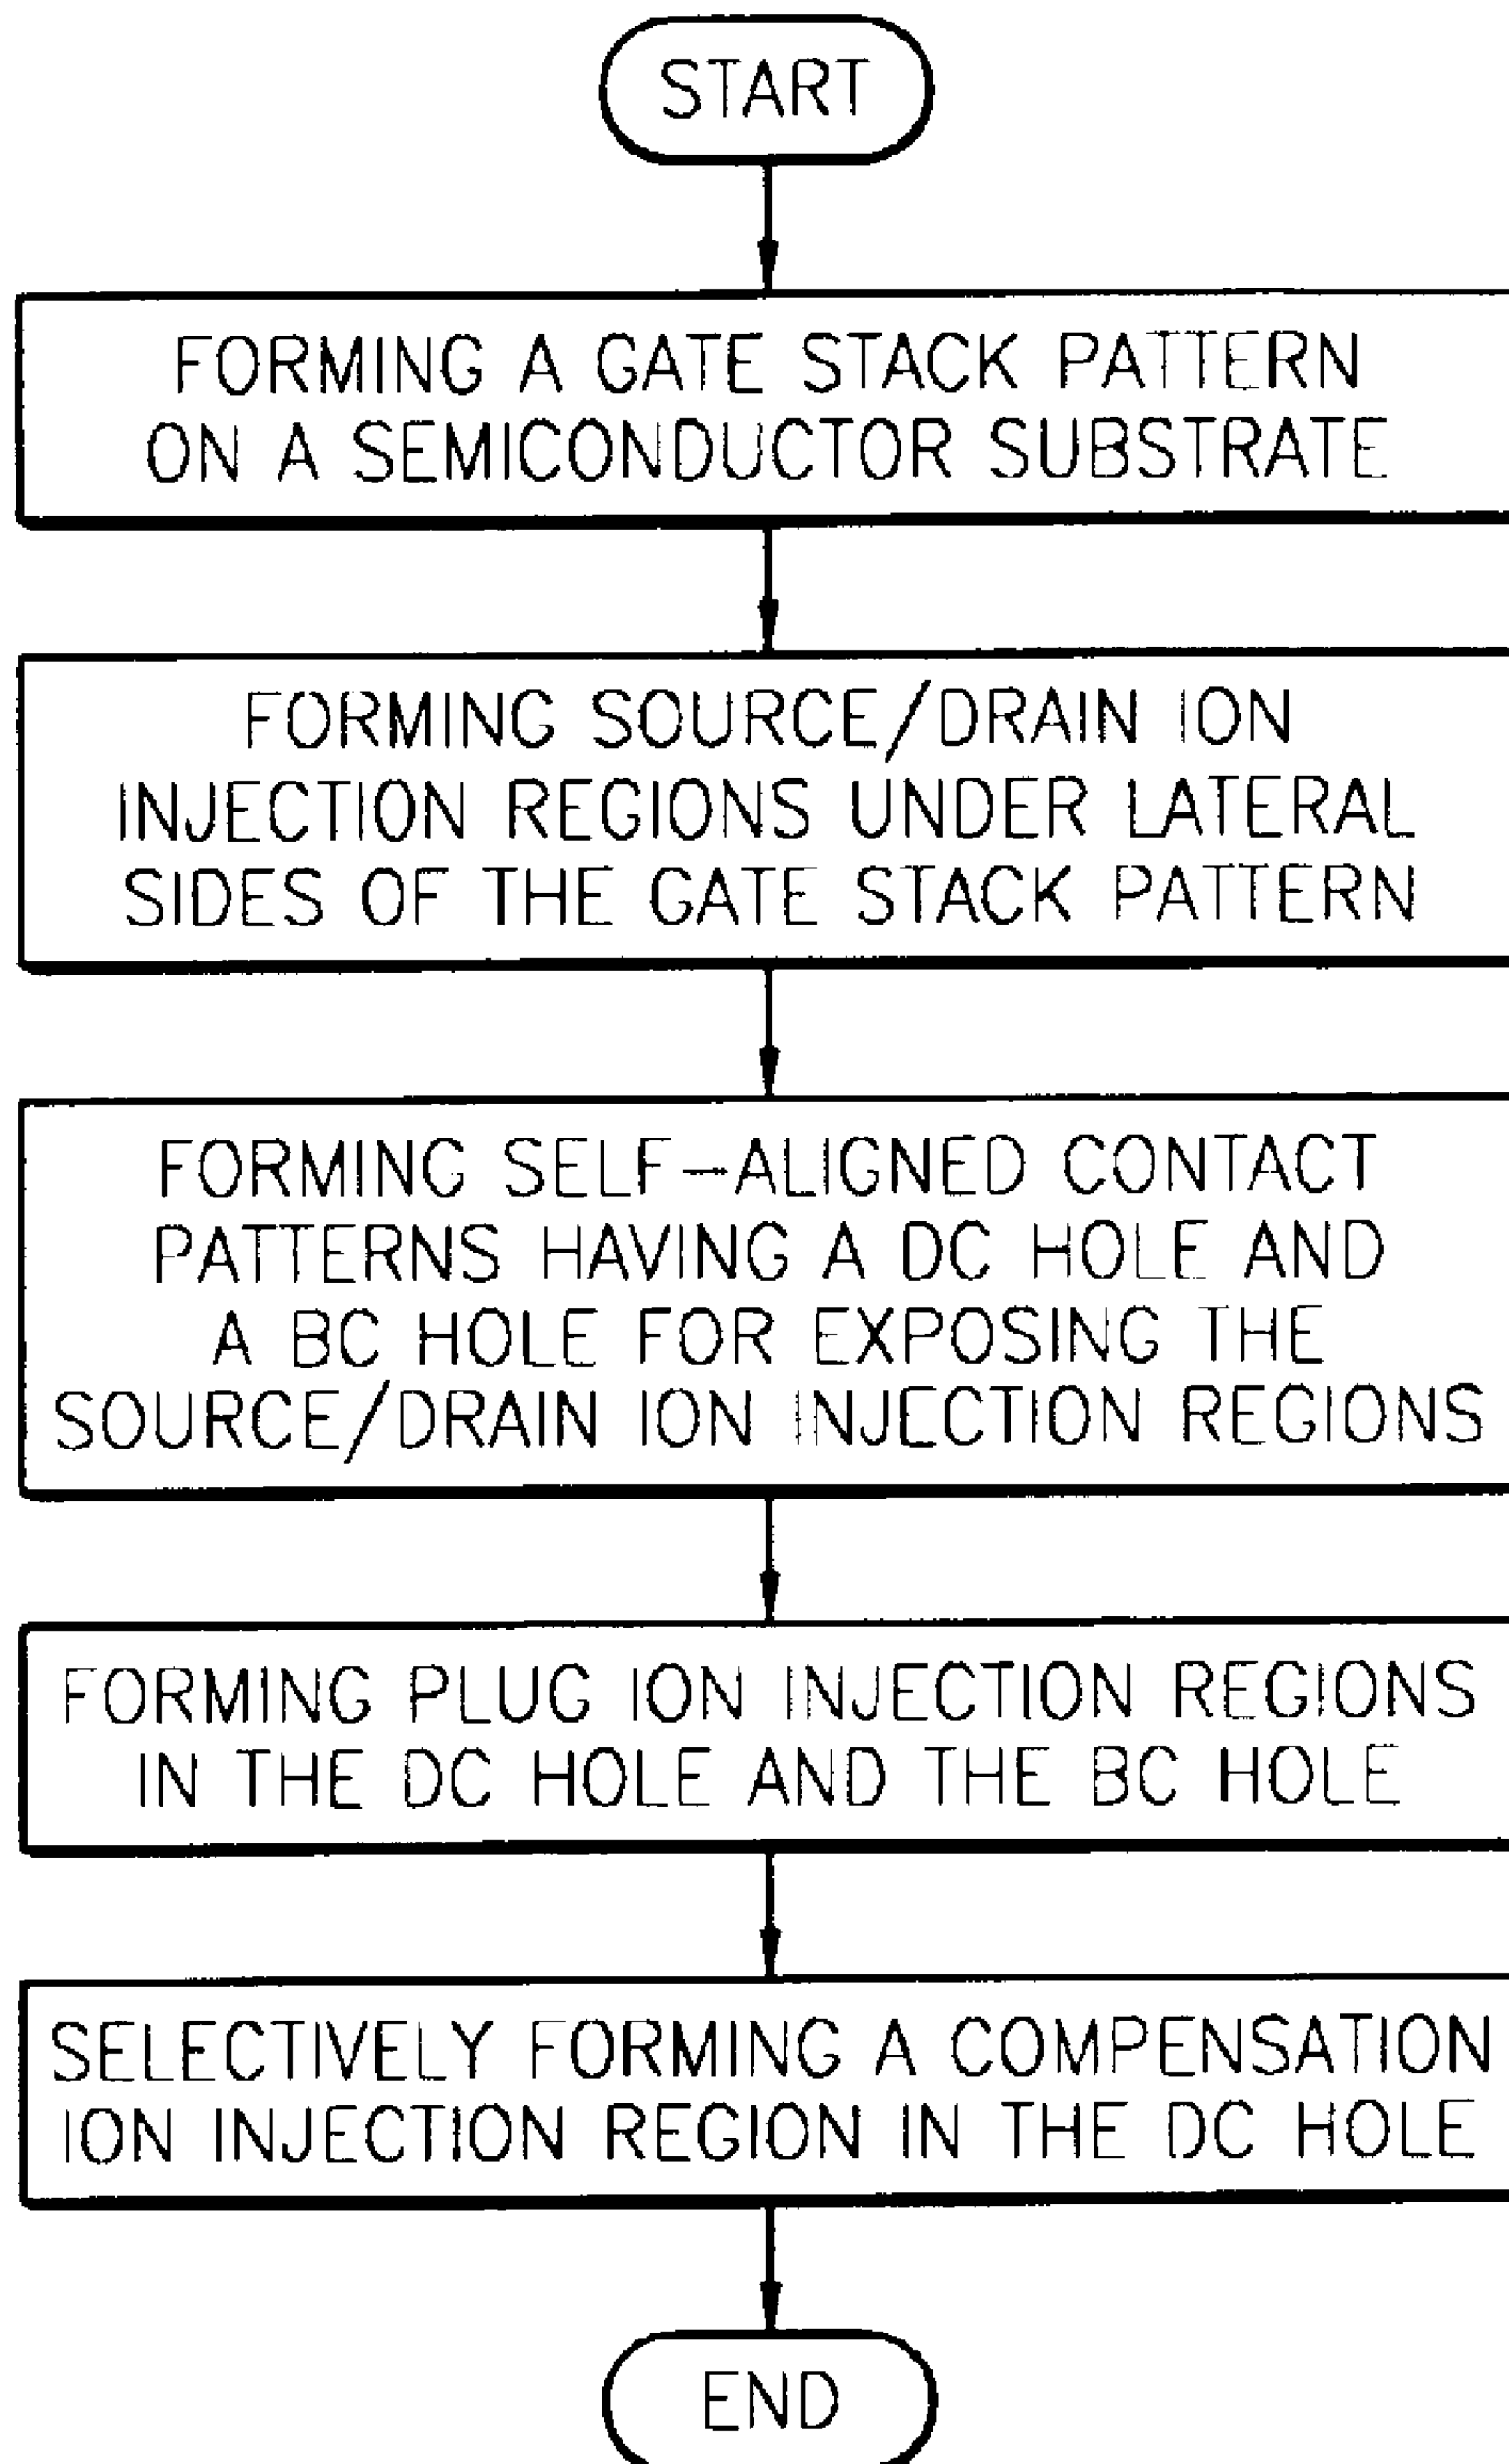 START
FORMING A GATE STACK PATTERN
ON A SEMICONDUCTOR SUBSTRATE
FORMING SOURCE/DRAIN ION
INJECTION REGIONS UNDER LATERAL
SIDES OF THE GATE STACK PATTERN
FORMING SELF-ALIGNED CONTACT
PATTERNS HAVING A DC HOLE AND
A BC HOLE FOR EXPOSING THE
SOURCE/DRAIN ION INJECTION REGIONS
FORMING PLUG ION INJECTION REGIONS
IN THE DC HOLE AND THE BC HOLE
SELECTIVELY FORMING A COMPENSATION
ION INJECTION REGION IN THE DC HOLE
END